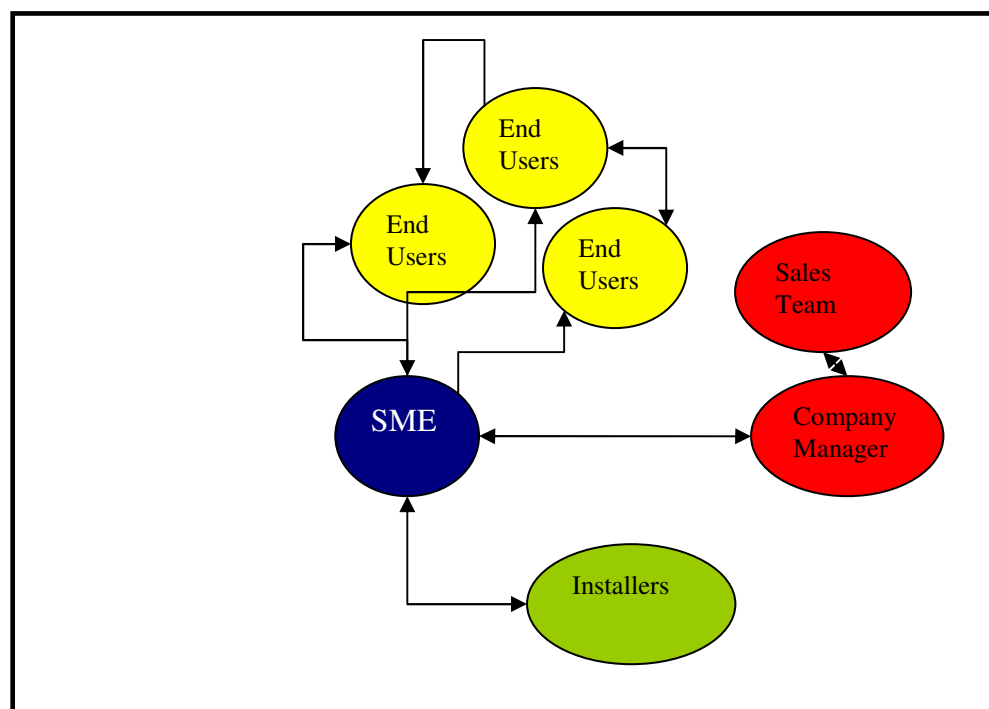 End
Users
End
Users
End
Users
Sales
Team
SME
Company
Manager
Installers